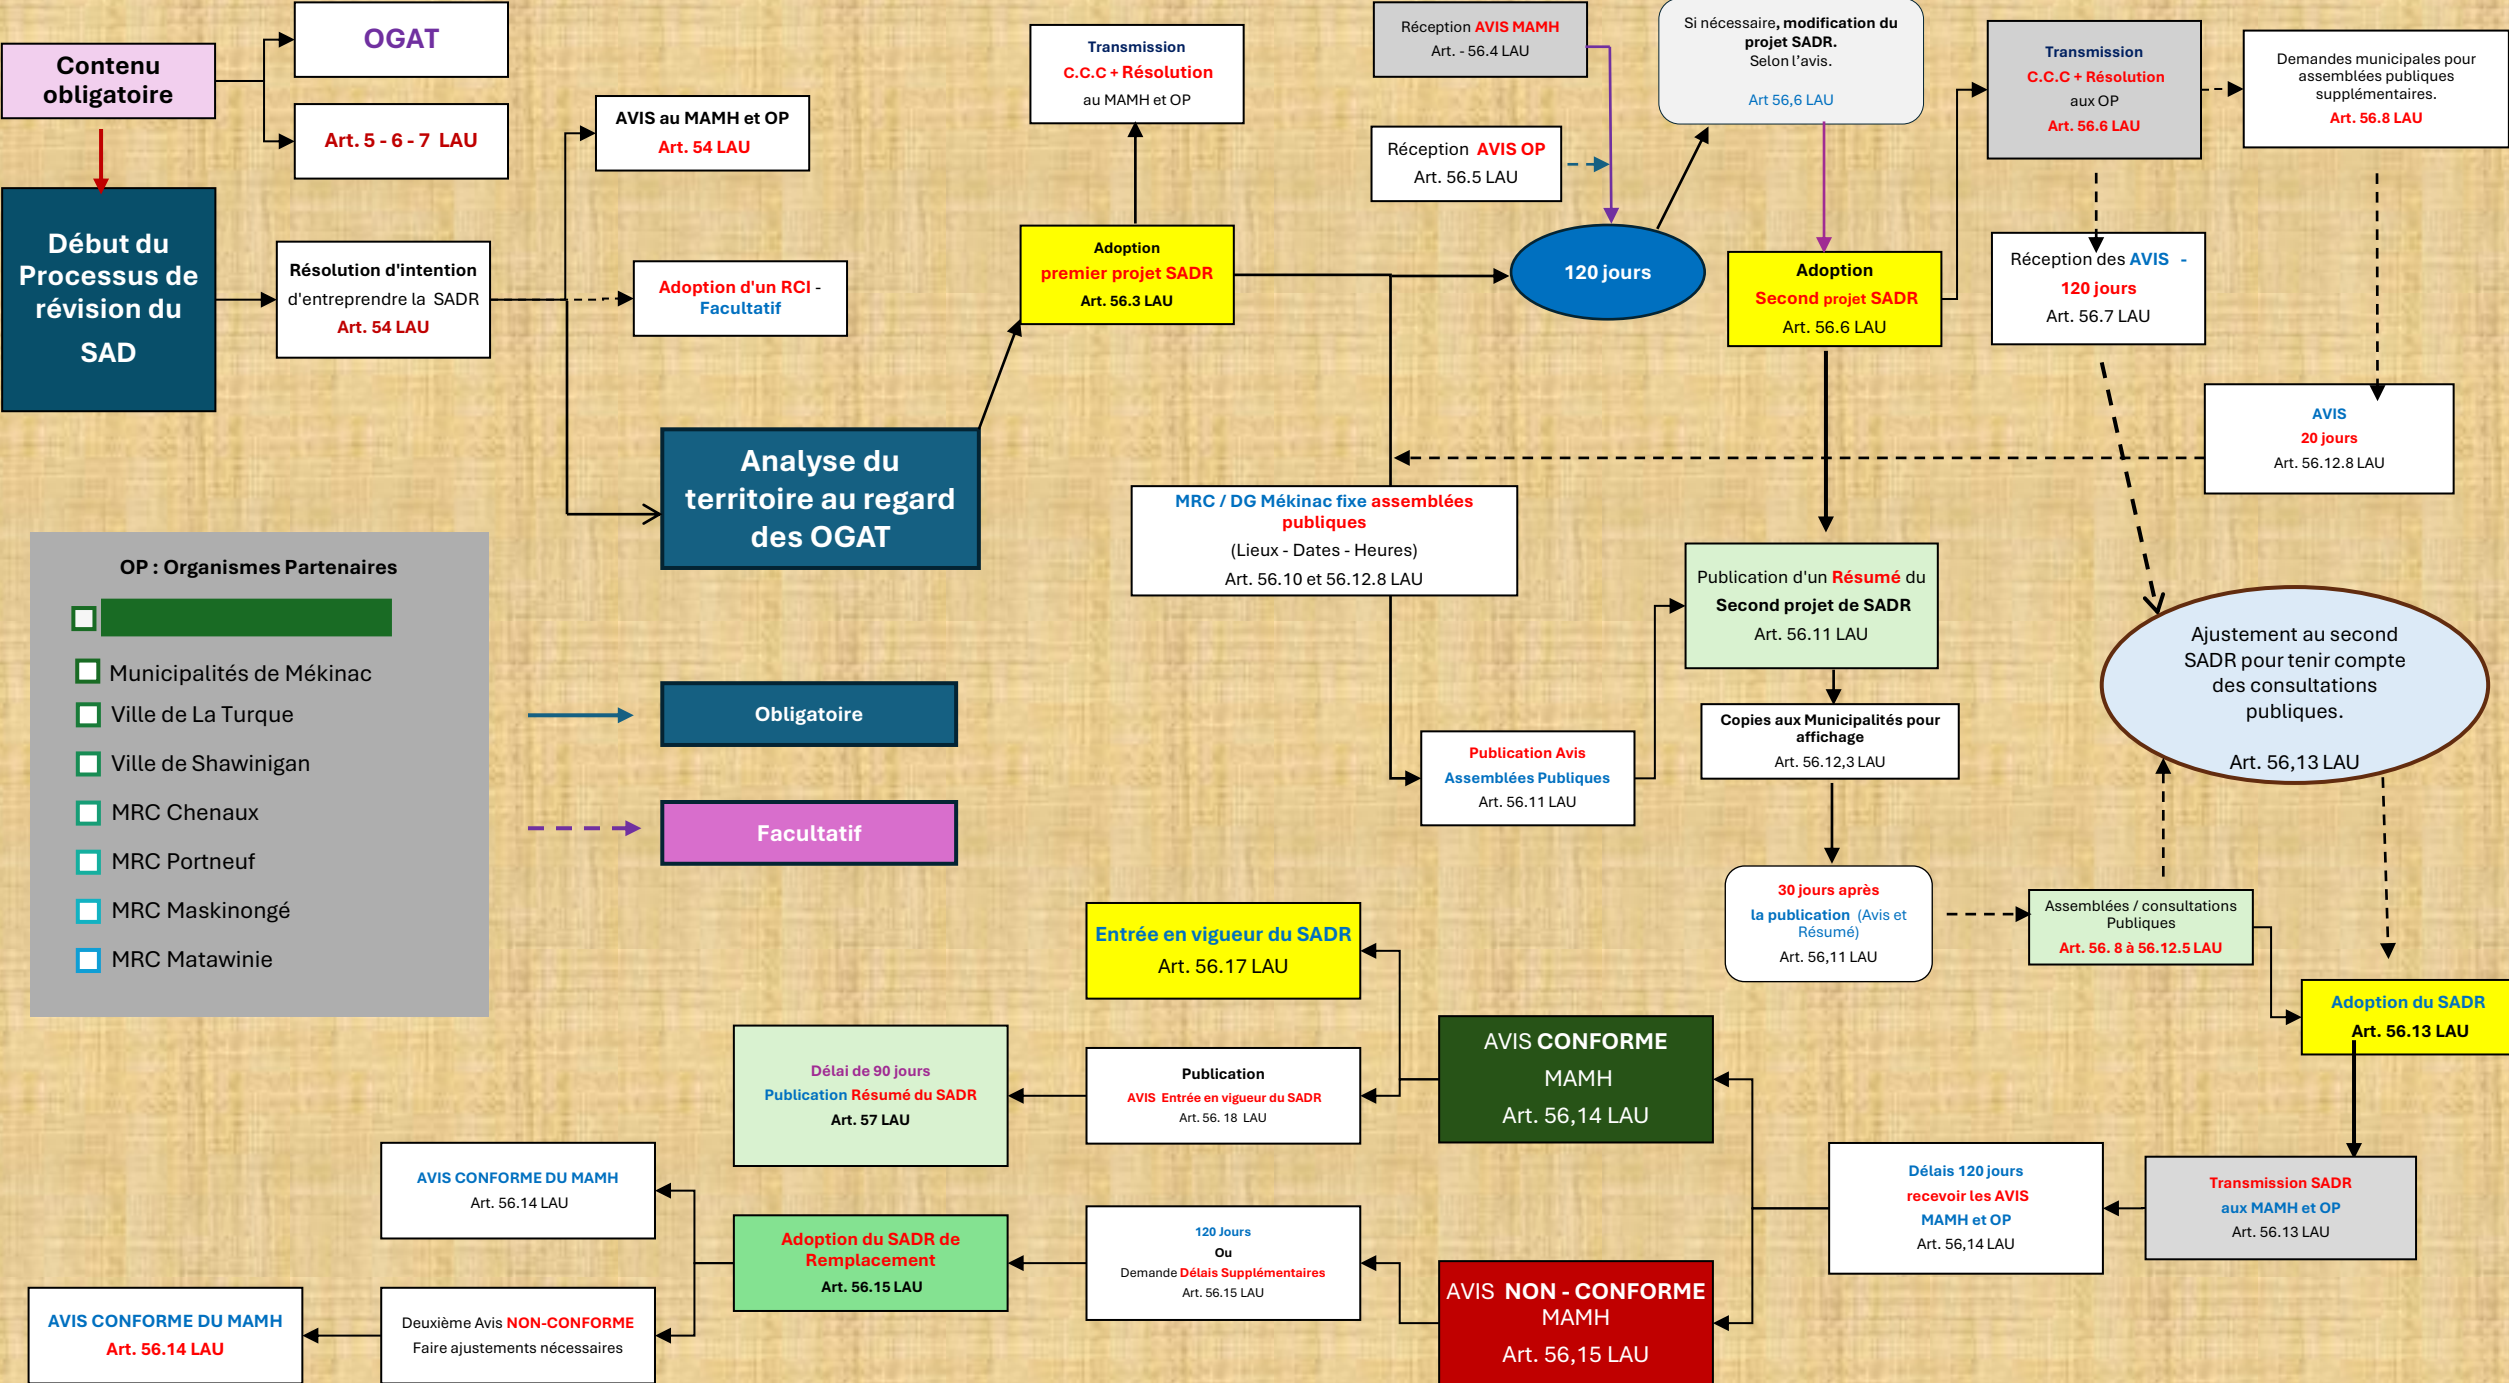 Contenu
obligatoire
OGAT
Art. 5 - 6 - 7 LAU
Début du
Processus de
révision du
SAD
Résolution d'intention
d'entreprendre la SADR
Art. 54 LAU
AVIS au MAMH et OP
Art. 54 LAU
Adoption d'un RCI -
Facultatif
Analyse du
territoire au regard
des OGAT
Transmission
C.C.C + Résolution
au MAMH et OP
Adoption
premier projet SADR
Art. 56.3 LAU
Réception AVIS MAMH
Art. - 56.4 LAU
Réception AVIS OP
Art. 56.5 LAU
120 jours
Si nécessaire, modification du
projet SADR.
Selon l'avis.
Art 56,6 LAU
Adoption
Second projet SADR
Art. 56.6 LAU
Transmission
C.C.C + Résolution
aux OP
Art. 56.6 LAU
Demandes municipales pour
assemblées publiques
supplémentaires.
Art. 56.8 LAU
Réception des AVIS -
120 jours
Art. 56.7 LAU
AVIS
20 jours
Art. 56.12.8 LAU
MRC / DG Mékinac fixe assemblées
publiques
(Lieux - Dates - Heures)
Art. 56.10 et 56.12.8 LAU
Publication Avis
Assemblées Publiques
Art. 56.11 LAU
Publication d'un Résumé du
Second projet de SADR
Art. 56.11 LAU
Copies aux Municipalités pour
affichage
Art. 56.12,3 LAU
30 jours après
la publication (Avis et
Résumé)
Art. 56,11 LAU
Assemblées / consultations
Publiques
Art. 56. 8 à 56.12.5 LAU
Ajustement au second
SADR pour tenir compte
des consultations
publiques.
Art. 56,13 LAU
Adoption du SADR
Art. 56.13 LAU
Transmission SADR
aux MAMH et OP
Art. 56.13 LAU
Délais 120 jours
recevoir les AVIS
MAMH et OP
Art. 56,14 LAU
AVIS CONFORME
MAMH
Art. 56,14 LAU
AVIS NON - CONFORME
MAMH
Art. 56,15 LAU
Entrée en vigueur du SADR
Art. 56.17 LAU
Publication
AVIS Entrée en vigueur du SADR
Art. 56. 18 LAU
Délai de 90 jours
Publication Résumé du SADR
Art. 57 LAU
120 Jours
Ou
Demande Délais Supplémentaires
Art. 56.15 LAU
Adoption du SADR de
Remplacement
Art. 56.15 LAU
AVIS CONFORME DU MAMH
Art. 56.14 LAU
Deuxième Avis NON-CONFORME
Faire ajustements nécessaires
AVIS CONFORME DU MAMH
Art. 56.14 LAU
OP : Organismes Partenaires
Municipalités de Mékinac
Ville de La Turque
Ville de Shawinigan
MRC Chenaux
MRC Portneuf
MRC Maskinongé
MRC Matawinie
Obligatoire
Facultatif